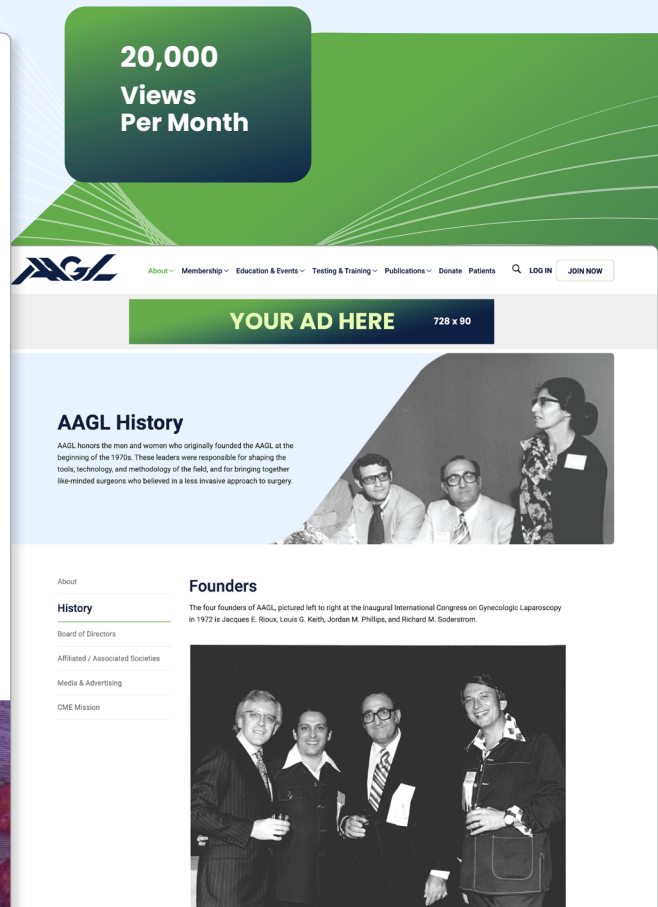 20,000
Views
Per Month
AAGL
About Membership Education & Events Testing & Training Publications Donate Patients LOG IN JOIN NOW
YOUR AD HERE 728 x 90
AAGL History
AAGL honors the men and women who originally founded the AAGL at the
beginning of the 1970s. These leaders were responsible for shaping the
tools, technology, and methodology of the field, and for bringing together
like-minded surgeons who believed in a less invasive approach to surgery.
About
History
Board of Directors
Affiliated / Associated Societies
Media & Advertising
CME Mission
Founders
The four founders of AAGL, pictured left to right at the inaugural International Congress on Gynecologic Laparoscopy
in 1972 is Jacques E. Rioux, Louis G. Keith, Jordan M. Phillips, and Richard M. Soderstrom.